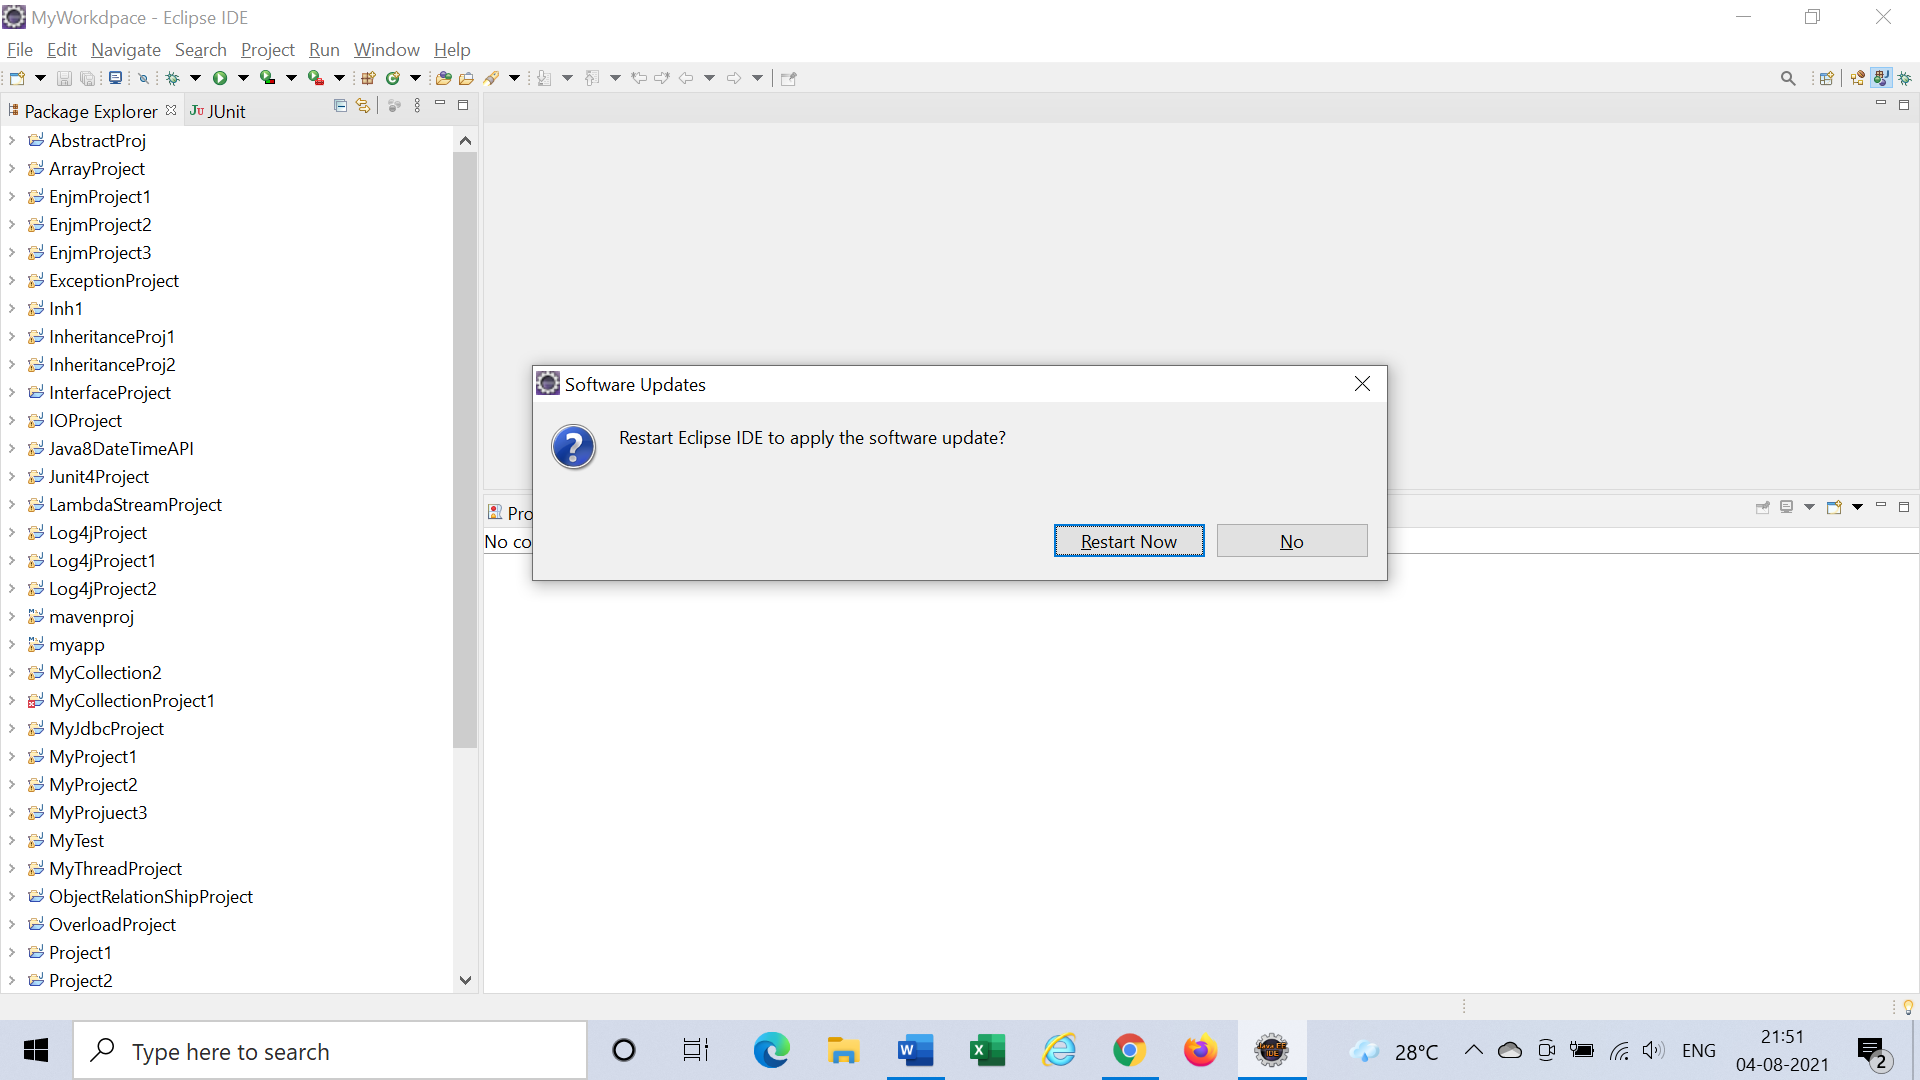 MyWorkdpace - Eclipse IDE
File Edit Navigate Search Project Run Window Help
Package Explorer
JUnit
AbstractProj
ArrayProject
EnjmProject1
EnjmProject2
EnjmProject3
ExceptionProject
Inh1
InheritanceProj1
InheritanceProj2
InterfaceProject
IOProject
Java8DateTimeAPI
Junit4Project
LambdaStreamProject
Log4jProject
Log4jProject1
Log4jProject2
mavenproj
myapp
MyCollection2
MyCollectionProject1
MyJdbcProject
MyProject1
MyProject2
MyProjuect3
MyTest
MyThreadProject
ObjectRelationShipProject
OverloadProject
Project1
Project2
Software Updates
Restart Eclipse IDE to apply the software update?
Restart Now
No
Pro
No co
Type here to search
28°C
ENG
21:51
04-08-2021
2